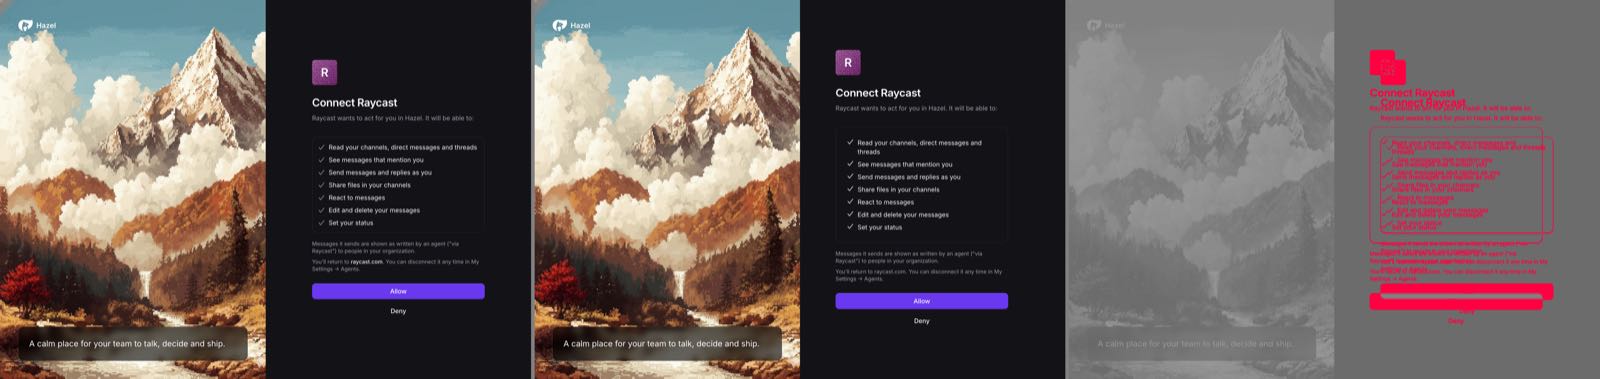 Hazel
R
Connect Raycast
Raycast wants to act for you in Hazel. It will be able to:
Read your channels, direct messages and threads
See messages that mention you
Send messages and replies as you
Share files in your channels
React to messages
Edit and delete your messages
Set your status
Messages it sends are shown as written by an agent ("via
Raycast") to people in your organization.
You'll return to raycast.com. You can disconnect it any time in My
Settings → Agents.
Allow
Deny
A calm place for your team to talk, decide and ship.
Hazel
R
Connect Raycast
Raycast wants to act for you in Hazel. It will be able to:
Read your channels, direct messages and
threads
See messages that mention you
Send messages and replies as you
Share files in your channels
React to messages
Edit and delete your messages
Set your status
Messages it sends are shown as written by an agent ("via
Raycast") to people in your organization.
You'll return to raycast.com. You can disconnect it any time in My
Settings → Agents.
Allow
Deny
A calm place for your team to talk, decide and ship.
Hazel
A calm place for your team to talk, decide and ship.
Connect Raycast
Connect Raycast
Deny